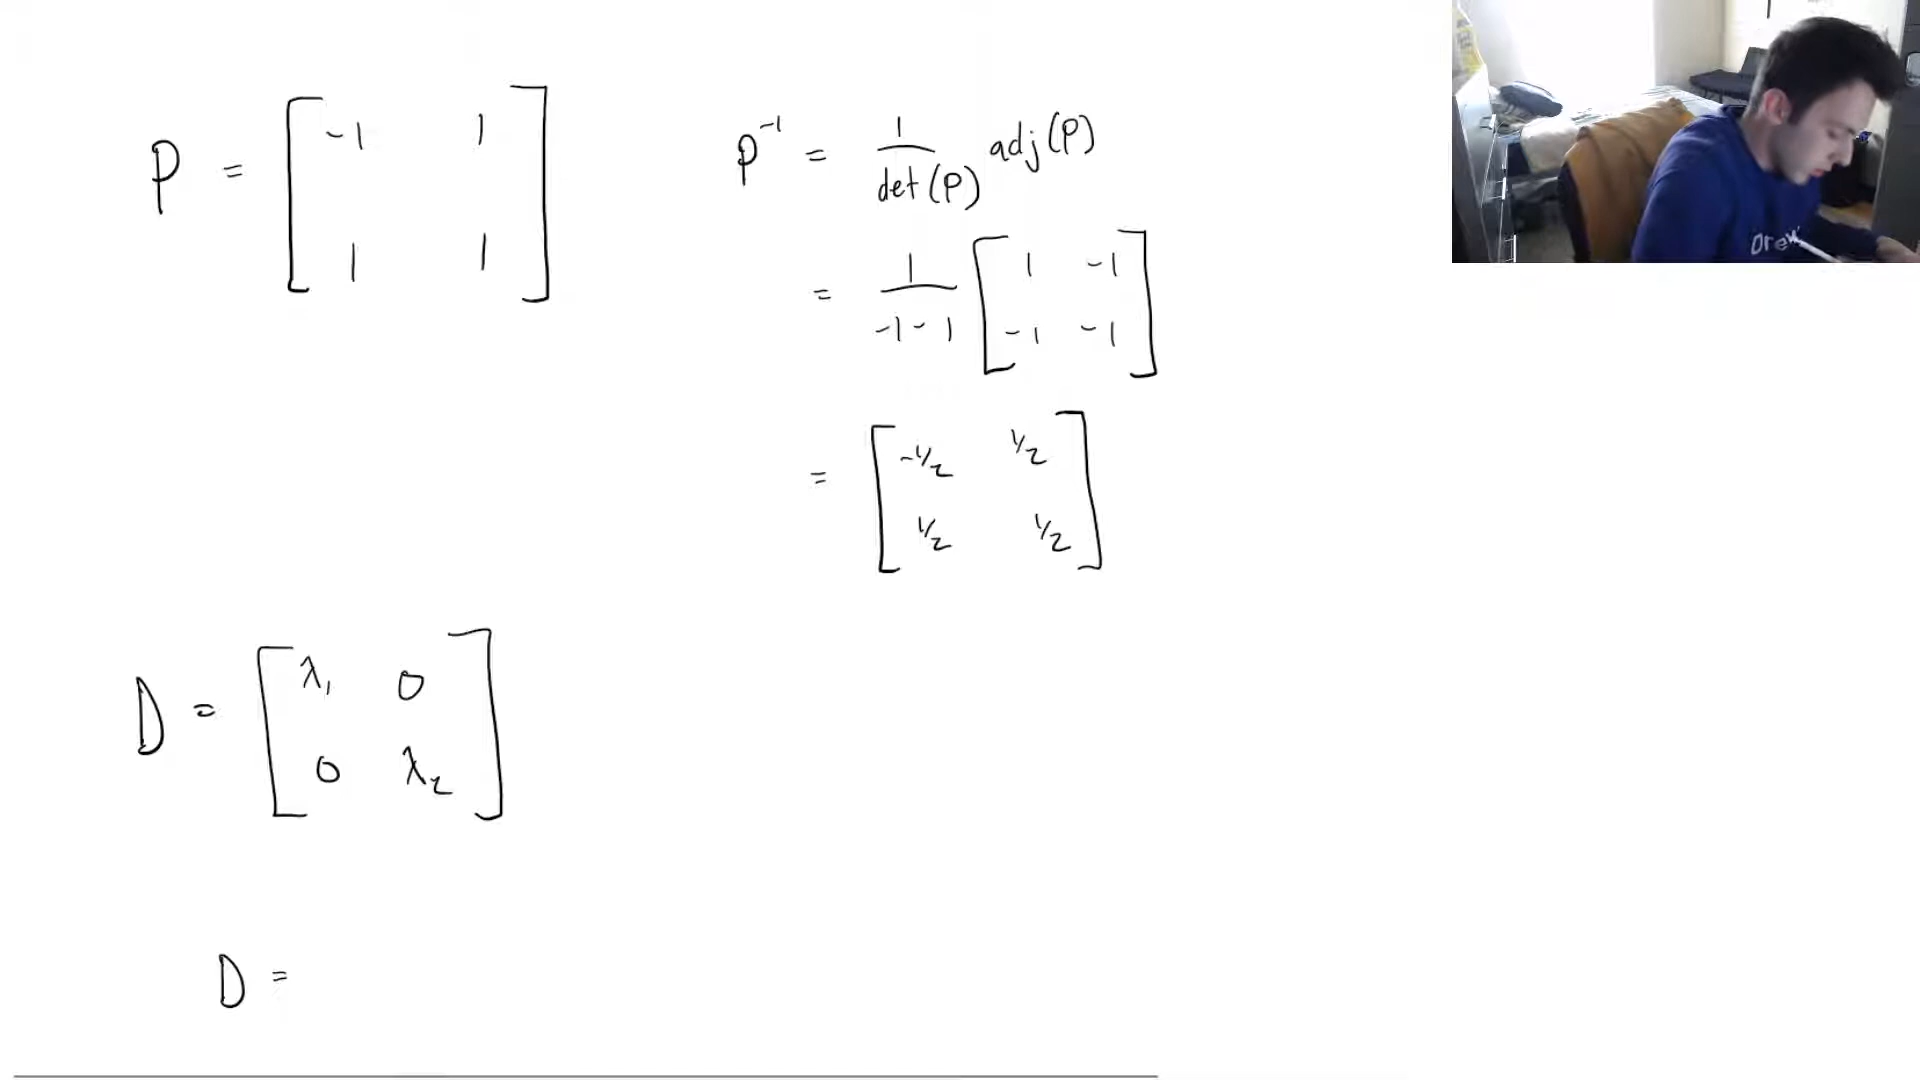 P = [ -1 1
1 1 ]
P⁻¹ = 1/det(P) adj(P)
= 1/-1-1 [ 1 -1
-1 -1 ]
= [ -1/2 1/2
1/2 1/2 ]
D = [ λ₁ 0
0 λ₂ ]
D =
Drew